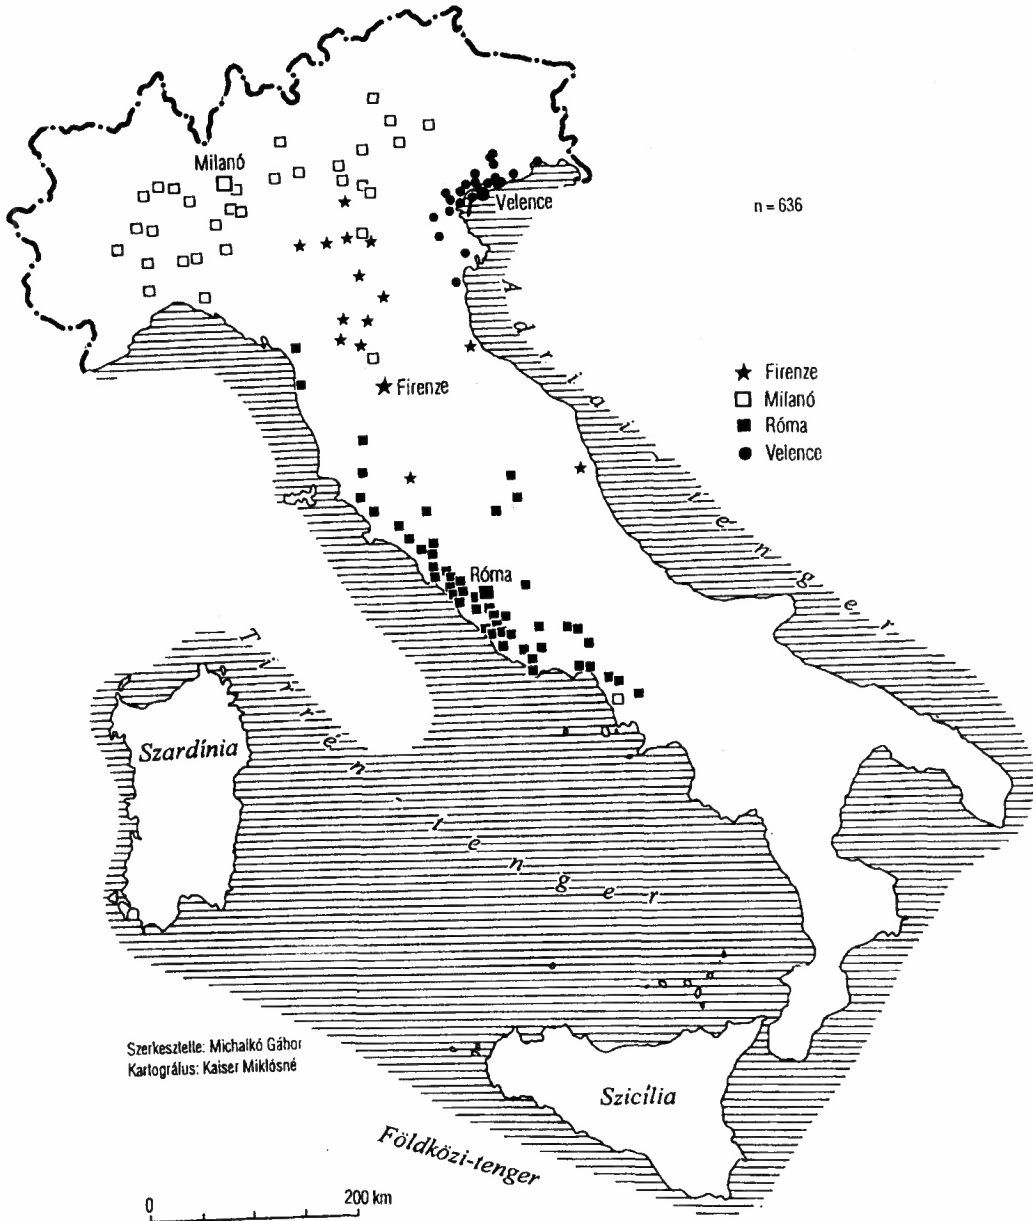 Milanó
Velence
n = 636
Adriai-tenger
Firenze
Firenze
Milanó
Róma
Velence
Róma
Tirrén-tenger
Szardínia
Szerkesztette: Michalkó Gábor
Kartográfus: Kaiser Miklósné
Szicília
Földközi-tenger
0 200 km